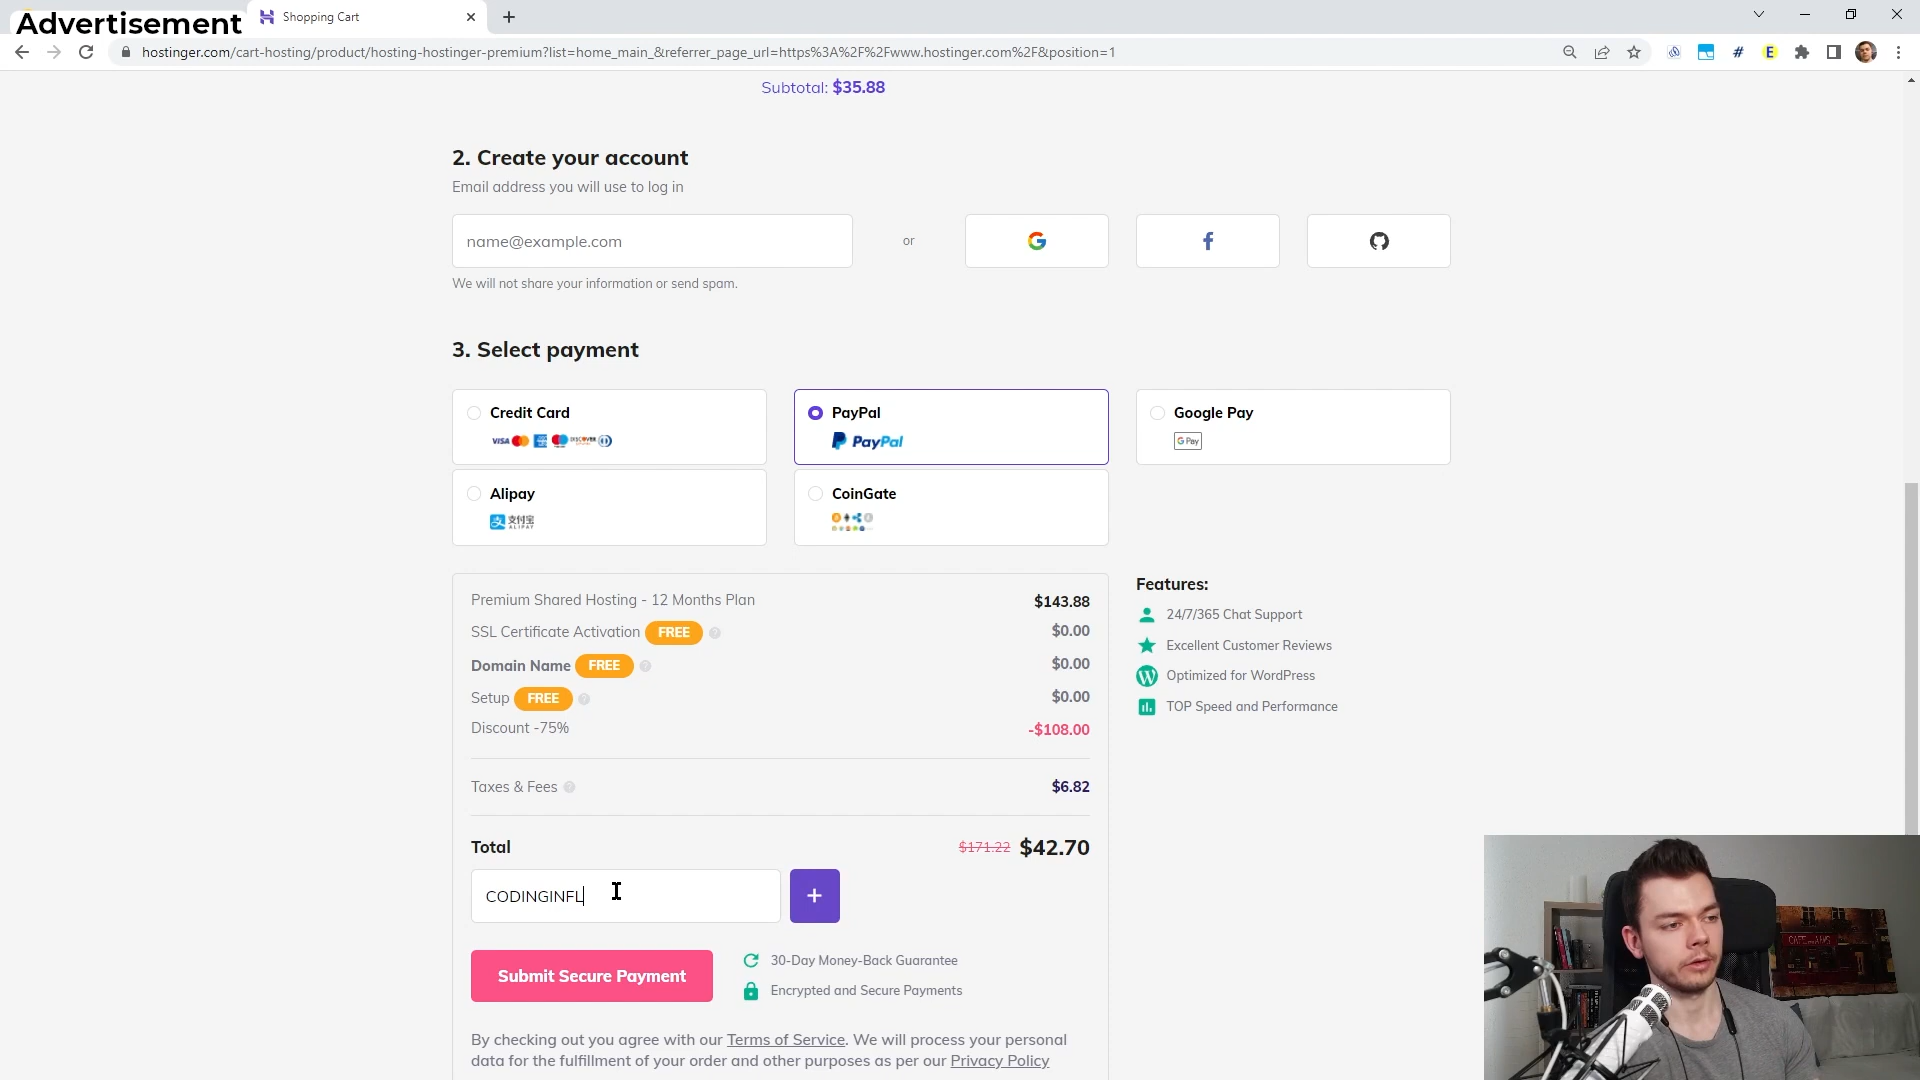 Advertisement
Shopping Cart
hostinger.com/cart-hosting/product/hosting-hostinger-premium?list=home_main_&referrer_page_url=https%3A%2F%2Fwww.hostinger.com%2F&position=1
Subtotal: $35.88
2. Create your account
Email address you will use to log in
name@example.com
or
We will not share your information or send spam.
3. Select payment
Credit Card
VISA
DISCOVER
PayPal
PayPal
Google Pay
G Pay
Alipay
支付宝
ALIPAY
CoinGate
Premium Shared Hosting - 12 Months Plan $143.88
SSL Certificate Activation FREE $0.00
Domain Name FREE $0.00
Setup FREE $0.00
Discount -75% -$108.00
Taxes & Fees $6.82
Total $171.22 $42.70
CODINGINFL
+
Submit Secure Payment
30-Day Money-Back Guarantee
Encrypted and Secure Payments
By checking out you agree with our Terms of Service. We will process your personal
data for the fulfillment of your order and other purposes as per our Privacy Policy
Features:
24/7/365 Chat Support
Excellent Customer Reviews
Optimized for WordPress
TOP Speed and Performance